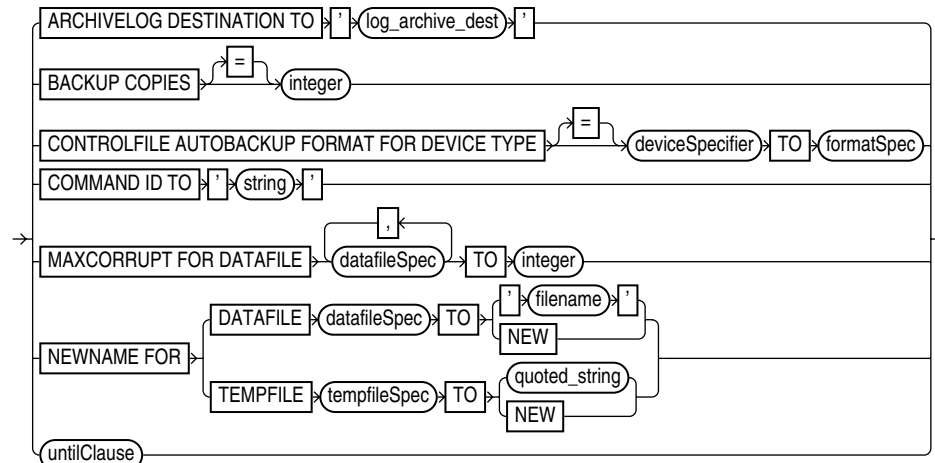 ARCHIVELOG DESTINATION TO ' log_archive_dest '
=
BACKUP COPIES integer
=
CONTROLFILE AUTOBACKUP FORMAT FOR DEVICE TYPE deviceSpecifier TO formatSpec
COMMAND ID TO ' string '
,
MAXCORRUPT FOR DATAFILE datafileSpec TO integer
' filename '
DATAFILE datafileSpec TO
NEW
NEWNAME FOR
quoted_string
TEMPFILE tempfileSpec TO
NEW
untilClause